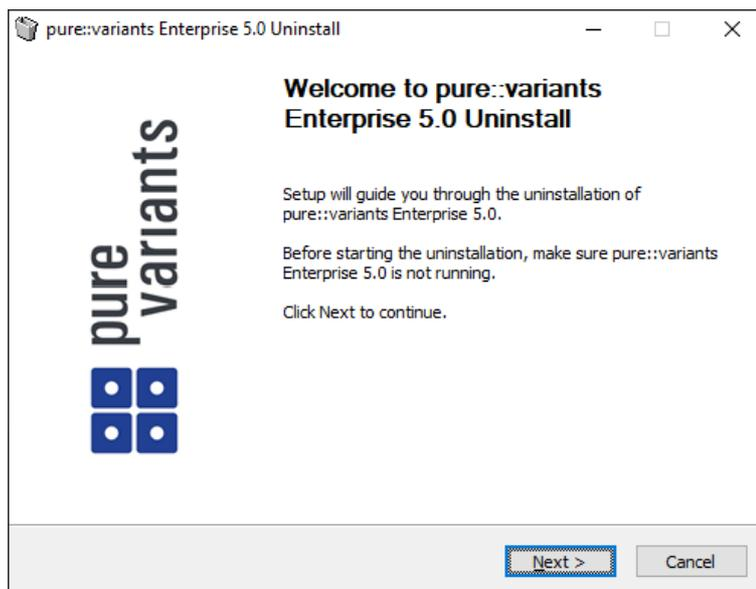 pure::variants Enterprise 5.0 Uninstall
Welcome to pure::variants
Enterprise 5.0 Uninstall
pure
variants
Setup will guide you through the uninstallation of
pure::variants Enterprise 5.0.
Before starting the uninstallation, make sure pure::variants
Enterprise 5.0 is not running.
Click Next to continue.
Next >
Cancel